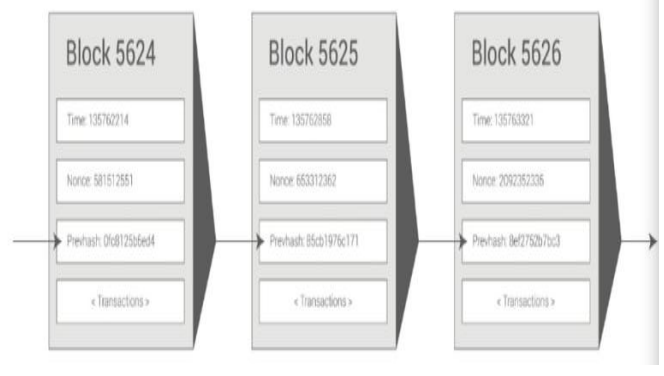 Block 5624
Time: 135762214
Nonce: 581512551
Prevhash: 0fc8125b6ed4
< Transactions >
Block 5625
Time: 135762858
Nonce: 653312362
Prevhash: 85cb1976c171
< Transactions >
Block 5626
Time: 135763321
Nonce: 2092352335
Prevhash: 8ef2752b7bc3
< Transactions >